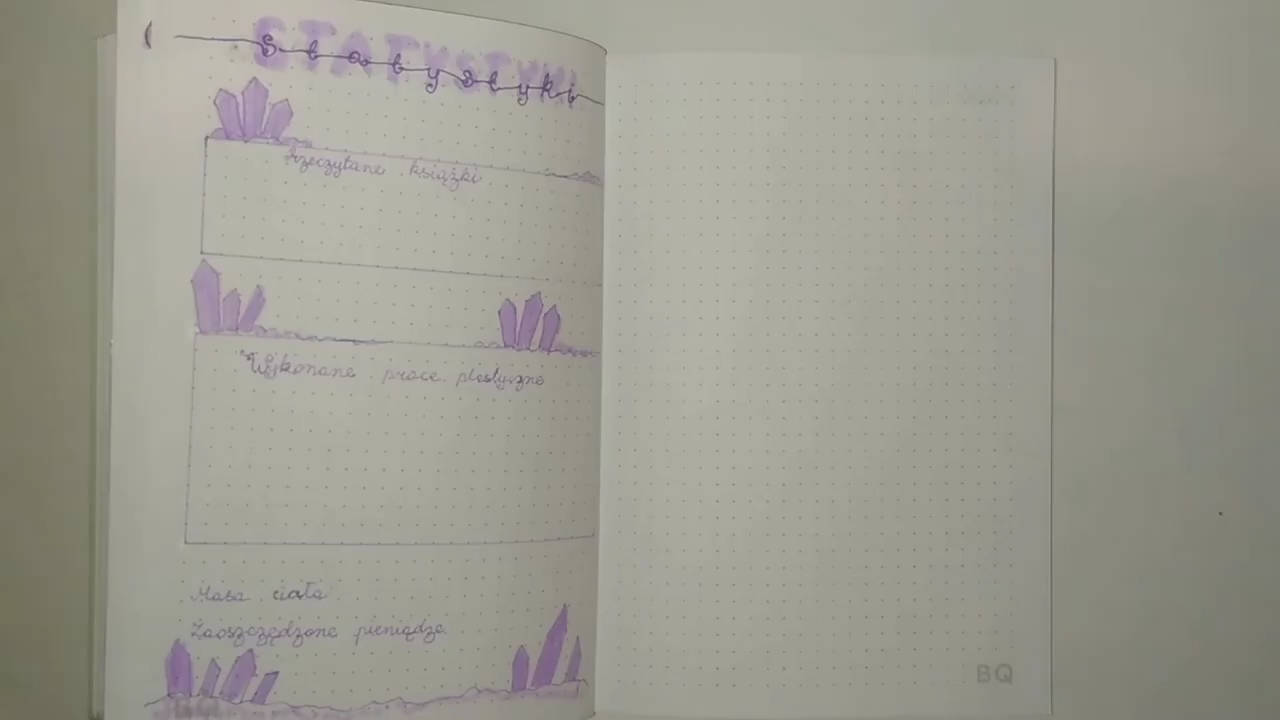 STATYSTYKI
Statystyki
Przeczytane książki
Wykonane prace plastyczne
Masa ciała
Zaoszczędzone pieniądze
BQ